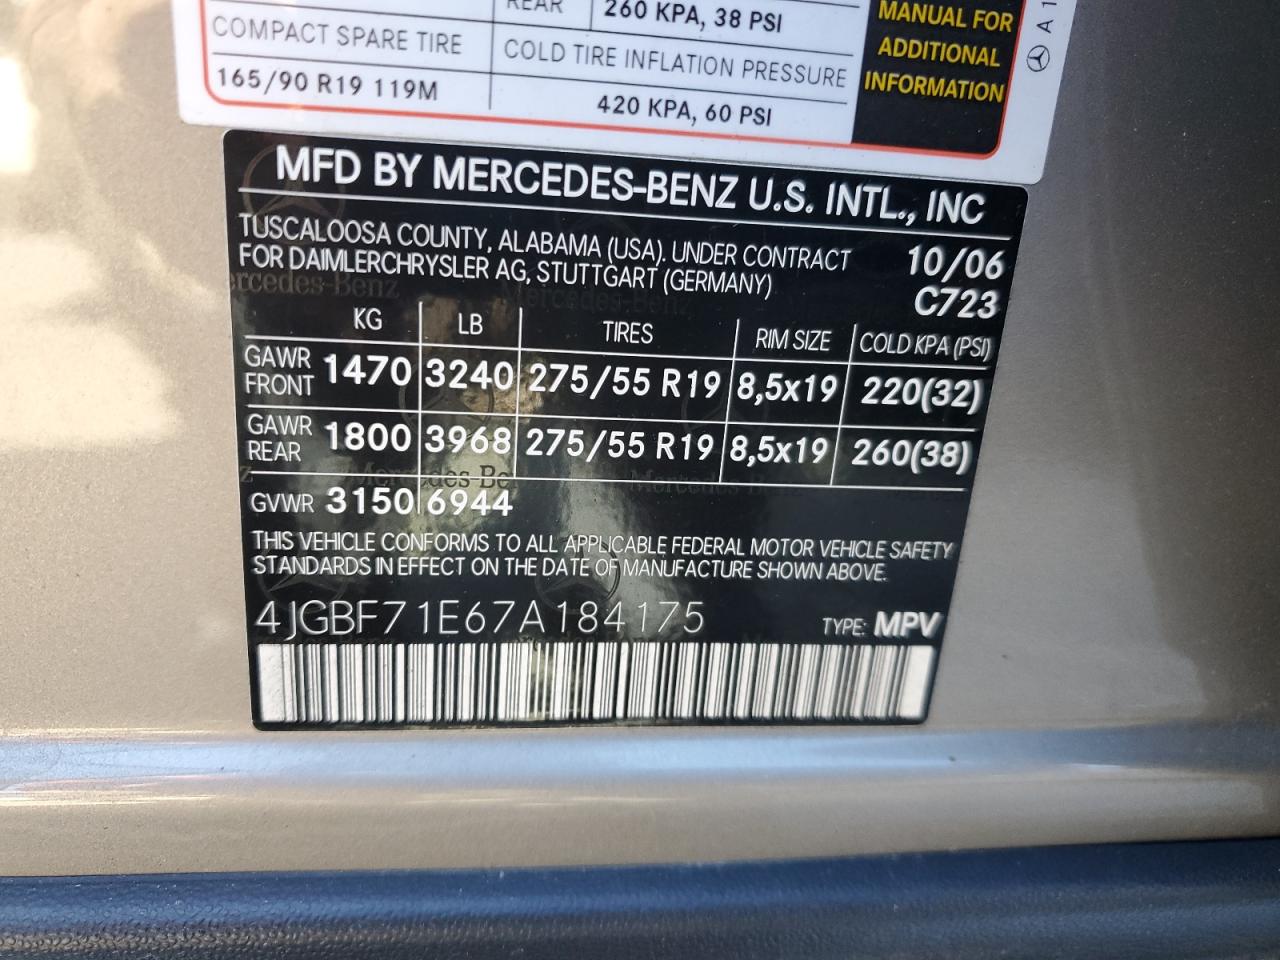 REAR 260 KPA, 38 PSI
COMPACT SPARE TIRE COLD TIRE INFLATION PRESSURE
165/90 R19 119M 420 KPA, 60 PSI
MANUAL FOR
ADDITIONAL
INFORMATION
A 1
MFD BY MERCEDES-BENZ U.S. INTL., INC
TUSCALOOSA COUNTY, ALABAMA (USA). UNDER CONTRACT 10/06
FOR DAIMLERCHRYSLER AG, STUTTGART (GERMANY) C723
KG LB TIRES RIM SIZE COLD KPA (PSI)
GAWR FRONT 1470 3240 275/55 R19 8,5x19 220(32)
GAWR REAR 1800 3968 275/55 R19 8,5x19 260(38)
GVWR 3150 6944
THIS VEHICLE CONFORMS TO ALL APPLICABLE FEDERAL MOTOR VEHICLE SAFETY
STANDARDS IN EFFECT ON THE DATE OF MANUFACTURE SHOWN ABOVE.
4JGBF71E67A184175 TYPE: MPV